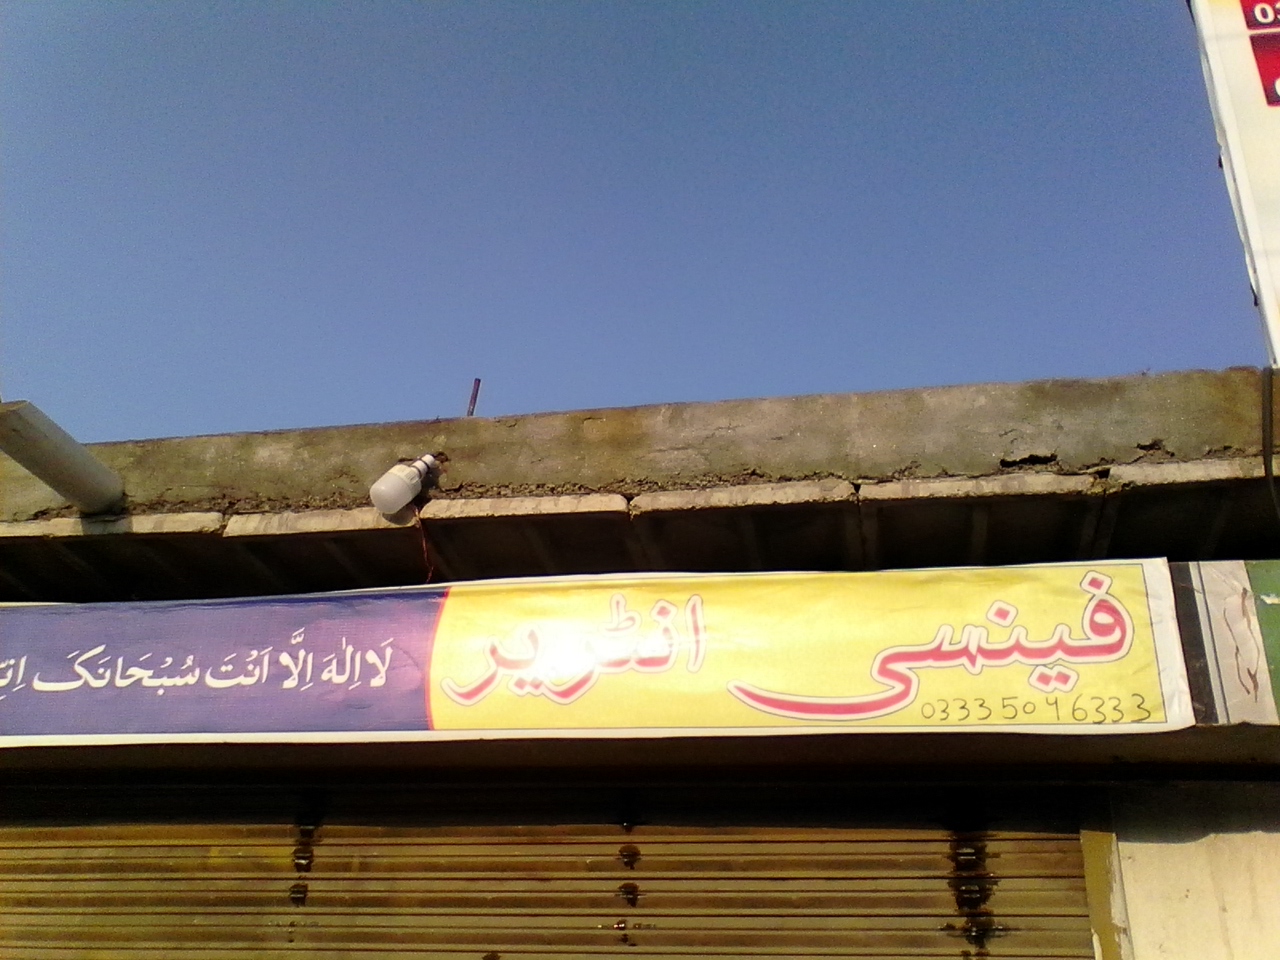 فینسی انٹریر
03335096333
لَا اِلٰهَ اِلَّا اَنْتَ سُبْحَانَکَ